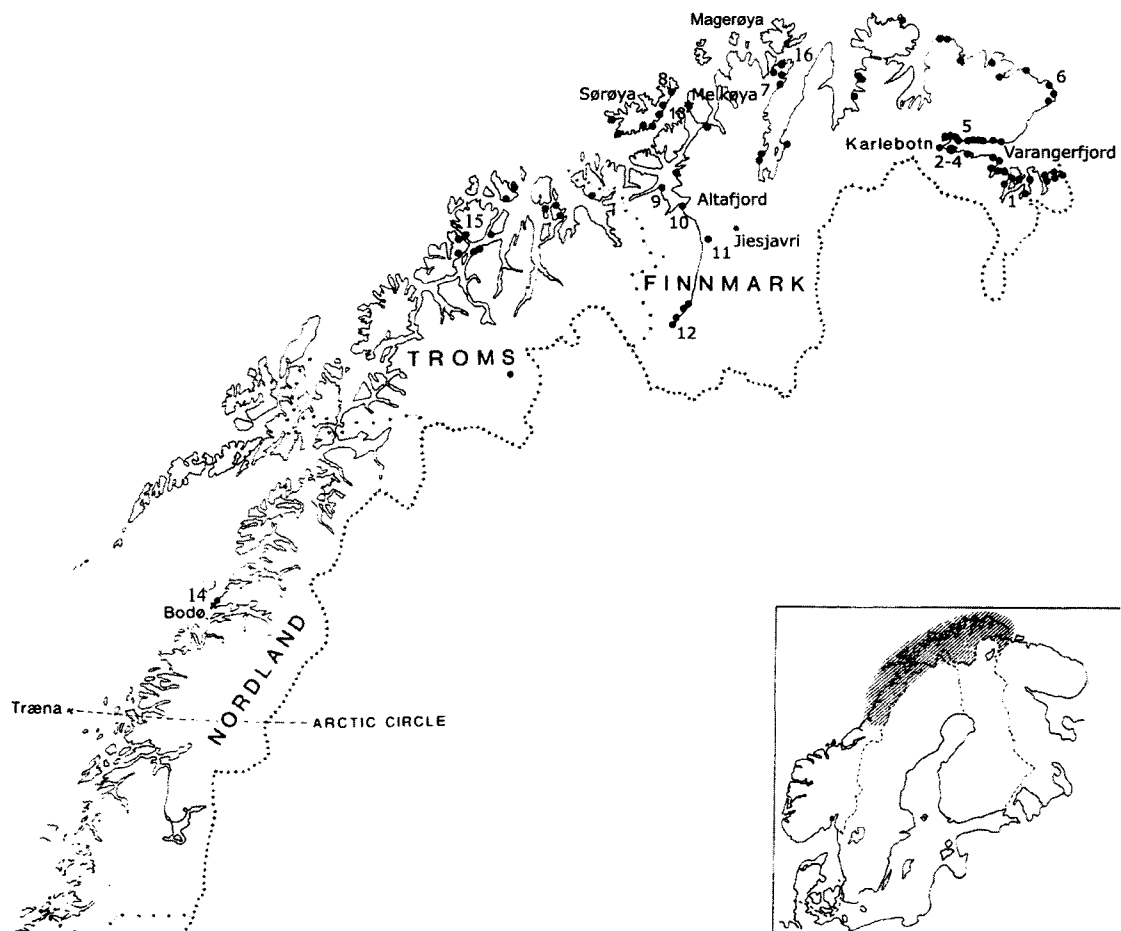 Magerøya
16
8
7
6
Sørøya
Melkøya
5
Karlebotn
2-4
Varangerfjord
9
Altafjord
1
10
15
11
Jiesjavri
FINNMARK
12
TROMS
14
Bodø
NORDLAND
Træna
ARCTIC CIRCLE